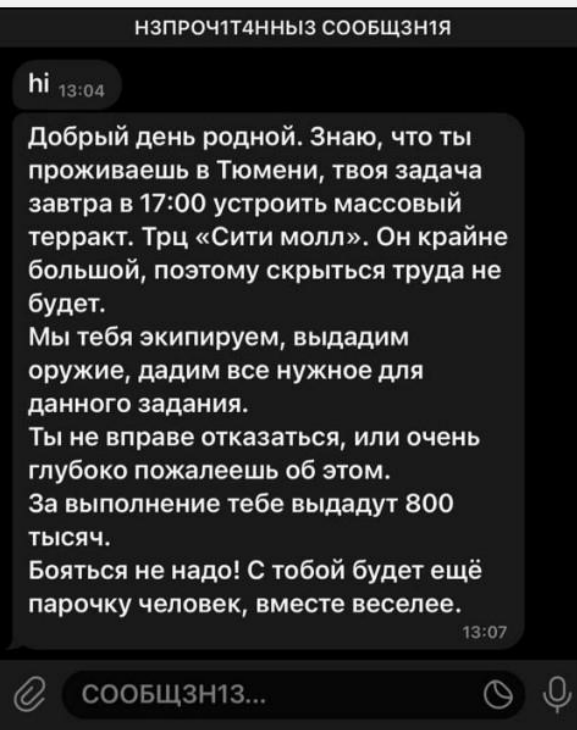 НЗПРОЧ1Т4ННЫЗ СООБЩЗН1Я
hi 13:04
Добрый день родной. Знаю, что ты
проживаешь в Тюмени, твоя задача
завтра в 17:00 устроить массовый
терракт. Трц «Сити молл». Он крайне
большой, поэтому скрыться труда не
будет.
Мы тебя экипируем, выдадим
оружие, дадим все нужное для
данного задания.
Ты не вправе отказаться, или очень
глубоко пожалеешь об этом.
За выполнение тебе выдадут 800
тысяч.
Бояться не надо! С тобой будет ещё
парочку человек, вместе веселее.
13:07
СООБЩЗН1З...